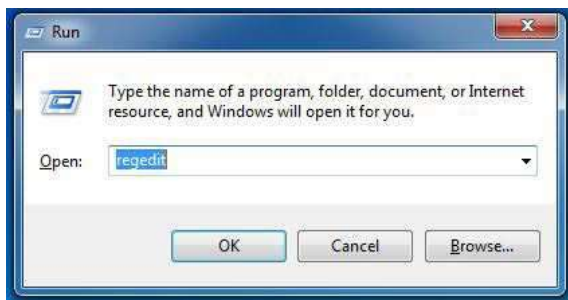 Run
Type the name of a program, folder, document, or Internet
resource, and Windows will open it for you.
Open: regedit
OK Cancel Browse...